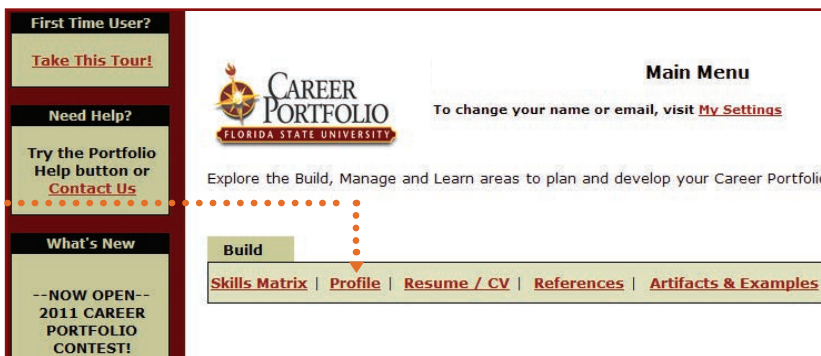 First Time User?
Take This Tour!
Need Help?
Try the Portfolio
Help button or
Contact Us
What's New
--NOW OPEN--
2011 CAREER
PORTFOLIO
CONTEST!
CAREER
PORTFOLIO
FLORIDA STATE UNIVERSITY
Main Menu
To change your name or email, visit My Settings
Explore the Build, Manage and Learn areas to plan and develop your Career Portfoli
Build
Skills Matrix | Profile | Resume / CV | References | Artifacts & Examples